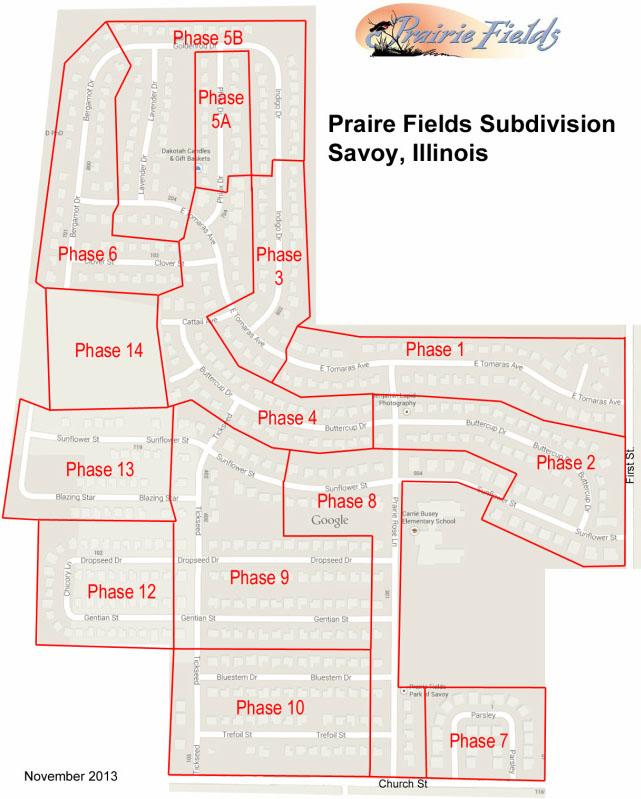 Prairie Fields
Praire Fields Subdivision
Savoy, Illinois
Phase 5B
Goldenrod Dr
Bergamot Dr
Lavender Dr
Phase
5A
Indigo Dr
Dakotah Candles
& Gift Baskets
Lavender Dr
Phlox Dr
Bergamot Dr
E Tomaras Ave
Indigo Dr
Phase 6
Clover St
Clover St
Phase
3
Phase 14
Cattail Ave
E Tomaras Ave
Phase 1
E Tomaras Ave
E Tomaras Ave
Buttercup Dr
Photography
Phase 4
Buttercup Dr
Buttercup Dr
Tickseed
Sunflower St
Sunflower St
Phase 13
Phase 2
Buttercup Dr
First St.
Sunflower St
Sunflower St
Phase 8
Sunflower St
Blazing Star
Blazing Star
Tickseed
Google
Prairie Rose Ln
Carrie Busey
Elementary School
Sunflower St
Dropseed Dr
Dropseed Dr
Chicory Ln
Phase 12
Phase 9
Gentian St
Gentian St
Gentian St
Tickseed
Bluestem Dr
Prairie Fields
Park of Savoy
Phase 10
Parsley
Trefoil St
Trefoil St
Phase 7
Parsley
Tickseed
November 2013
Church St